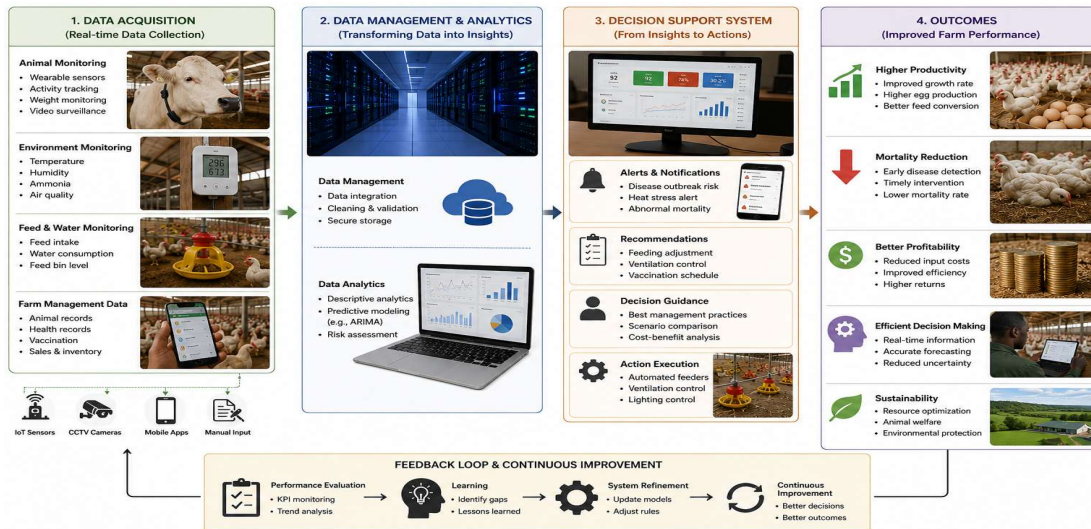 1. DATA ACQUISITION
(Real-time Data Collection)
Animal Monitoring
• Wearable sensors
• Activity tracking
• Weight monitoring
• Video surveillance
Environment Monitoring
• Temperature
• Humidity
• Ammonia
• Air quality
Feed & Water Monitoring
• Feed intake
• Water consumption
• Feed bin level
Farm Management Data
• Animal records
• Health records
• Vaccination
• Sales & inventory
IoT Sensors
CCTV Cameras
Mobile Apps
Manual Input
2. DATA MANAGEMENT & ANALYTICS
(Transforming Data into Insights)
Data Management
• Data integration
• Cleaning & validation
• Secure storage
Data Analytics
• Descriptive analytics
• Predictive modeling
(e.g., ARIMA)
• Risk assessment
3. DECISION SUPPORT SYSTEM
(From Insights to Actions)
Alerts & Notifications
• Disease outbreak risk
• Heat stress alert
• Abnormal mortality
Recommendations
• Feeding adjustment
• Ventilation control
• Vaccination schedule
Decision Guidance
• Best management practices
• Scenario comparison
• Cost-benefiit analysis
Action Execution
• Automated feeders
• Ventilation control
• Lighting control
4. OUTCOMES
(Improved Farm Performance)
Higher Productivity
• Improved growth rate
• Higher egg production
• Better feed conversion
Mortality Reduction
• Early disease detection
• Timely intervention
• Lower mortality rate
Better Profitability
• Reduced input costs
• Improved efficiency
• Higher returns
Efficient Decision Making
• Real-time information
• Accurate forecasting
• Reduced uncertainty
Sustainability
• Resource optimization
• Animal welfare
• Environmental protection
FEEDBACK LOOP & CONTINUOUS IMPROVEMENT
Performance Evaluation
• KPI monitoring
• Trend analysis
Learning
• Identify gaps
• Lessons learned
System Refinement
• Update models
• Adjust rules
Continuous
Improvement
• Better decisions
• Better outcomes